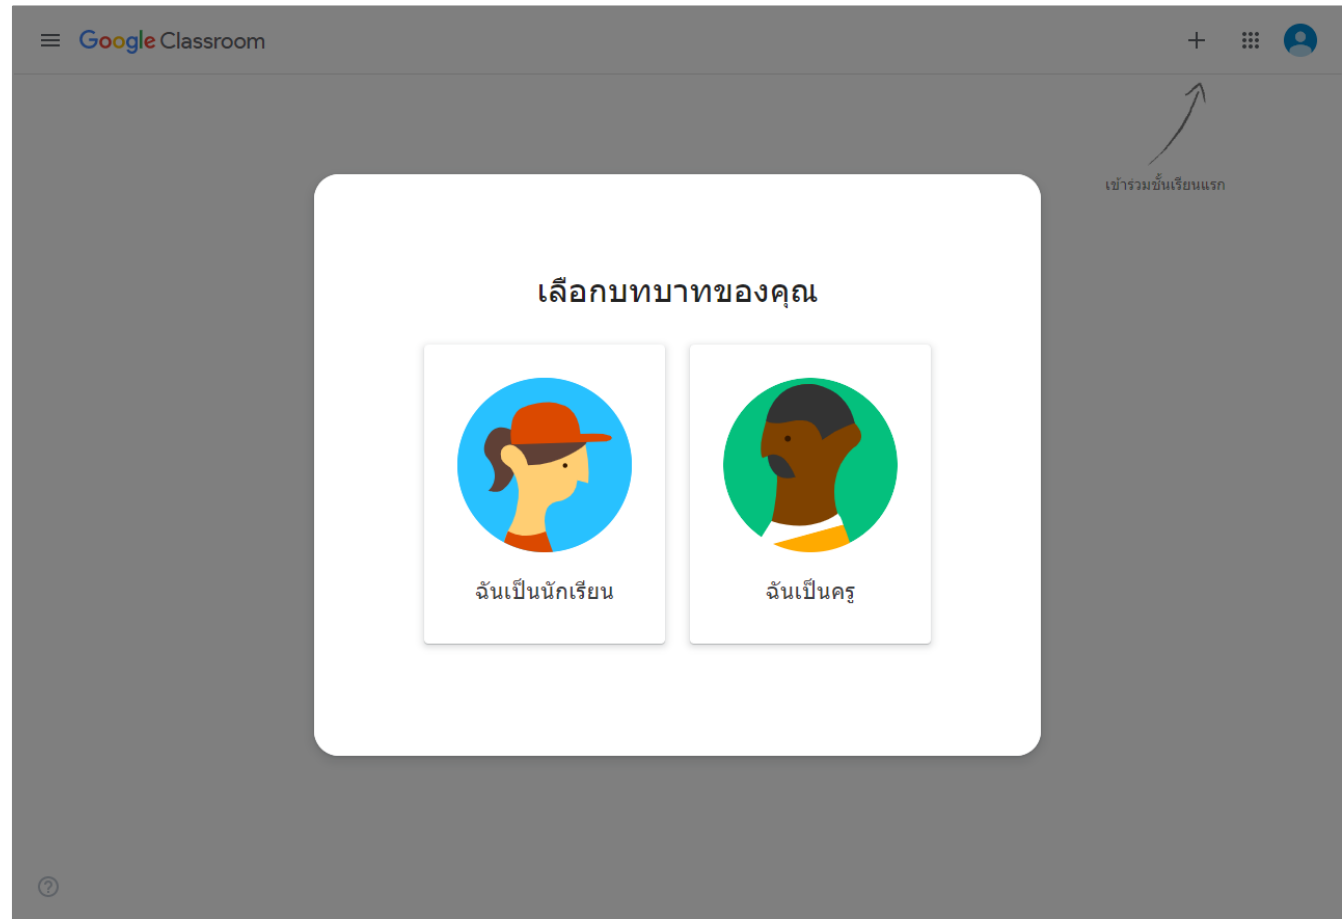 Google Classroom
เข้าร่วมชั้นเรียนแรก
เลือกบทบาทของคุณ
ฉันเป็นนักเรียน
ฉันเป็นครู